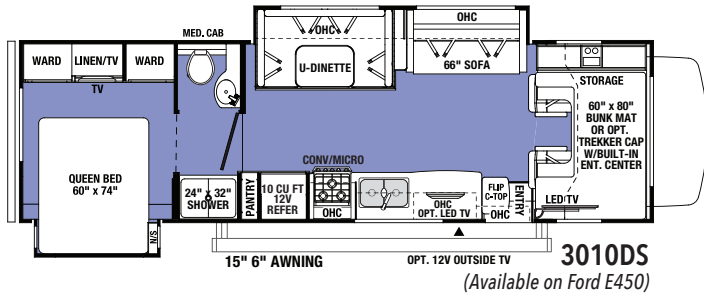 MED. CAB
WARD
LINEN/TV
WARD
TV
OHC
U-DINETTE
OHC
66" SOFA
STORAGE
60" x 80"
BUNK MAT
OR OPT.
TREKKER CAP
W/BUILT-IN
ENT. CENTER
QUEEN BED
60" x 74"
N/S
24" x 32"
SHOWER
PANTRY
10 CU FT
12V
REFER
CONV/MICRO
OHC
OHC
OPT. LED TV
FLIP
C-TOP
OHC
ENTRY
LED TV
15" 6" AWNING
OPT. 12V OUTSIDE TV
3010DS
(Available on Ford E450)